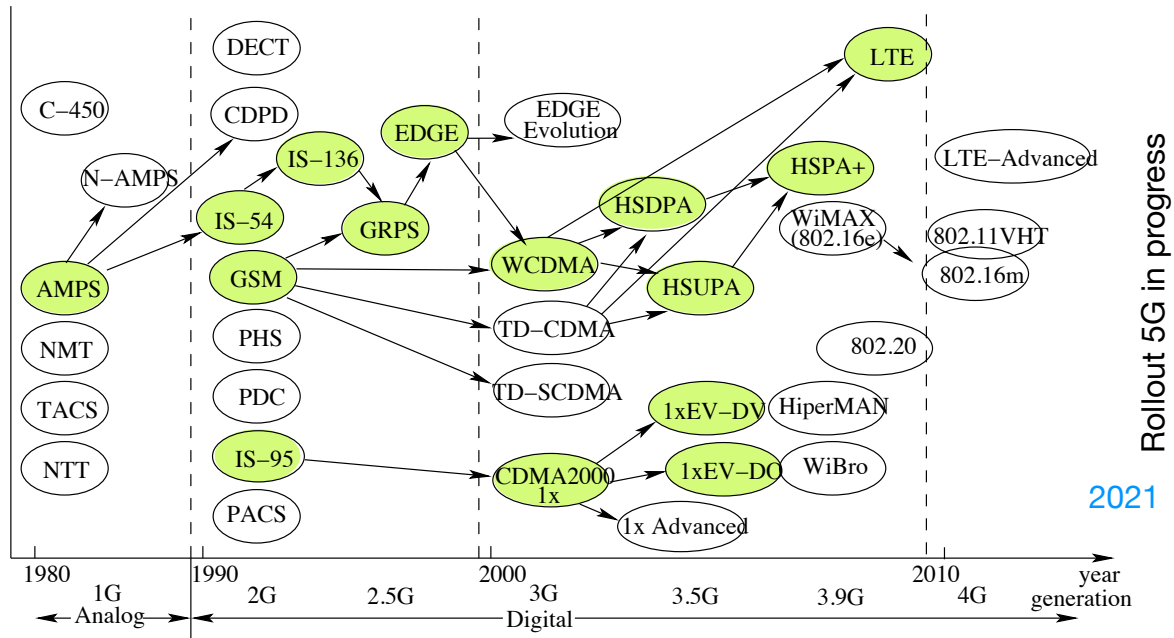 DECT
LTE
C–450
CDPD
EDGE
EDGE
Evolution
IS–136
LTE–Advanced
N–AMPS
HSPA+
IS–54
HSDPA
GRPS
WiMAX
(802.16e)
802.11VHT
WCDMA
GSM
802.16m
AMPS
HSUPA
TD–CDMA
PHS
NMT
802.20
TD–SCDMA
PDC
TACS
1xEV–DV
HiperMAN
IS–95
NTT
CDMA2000
1x
1xEV–DO
WiBro
PACS
1x Advanced
Rollout 5G in progress
2021
1980
1990
2000
2010
year
1G
2G
2.5G
3G
3.5G
3.9G
4G
generation
Analog
Digital